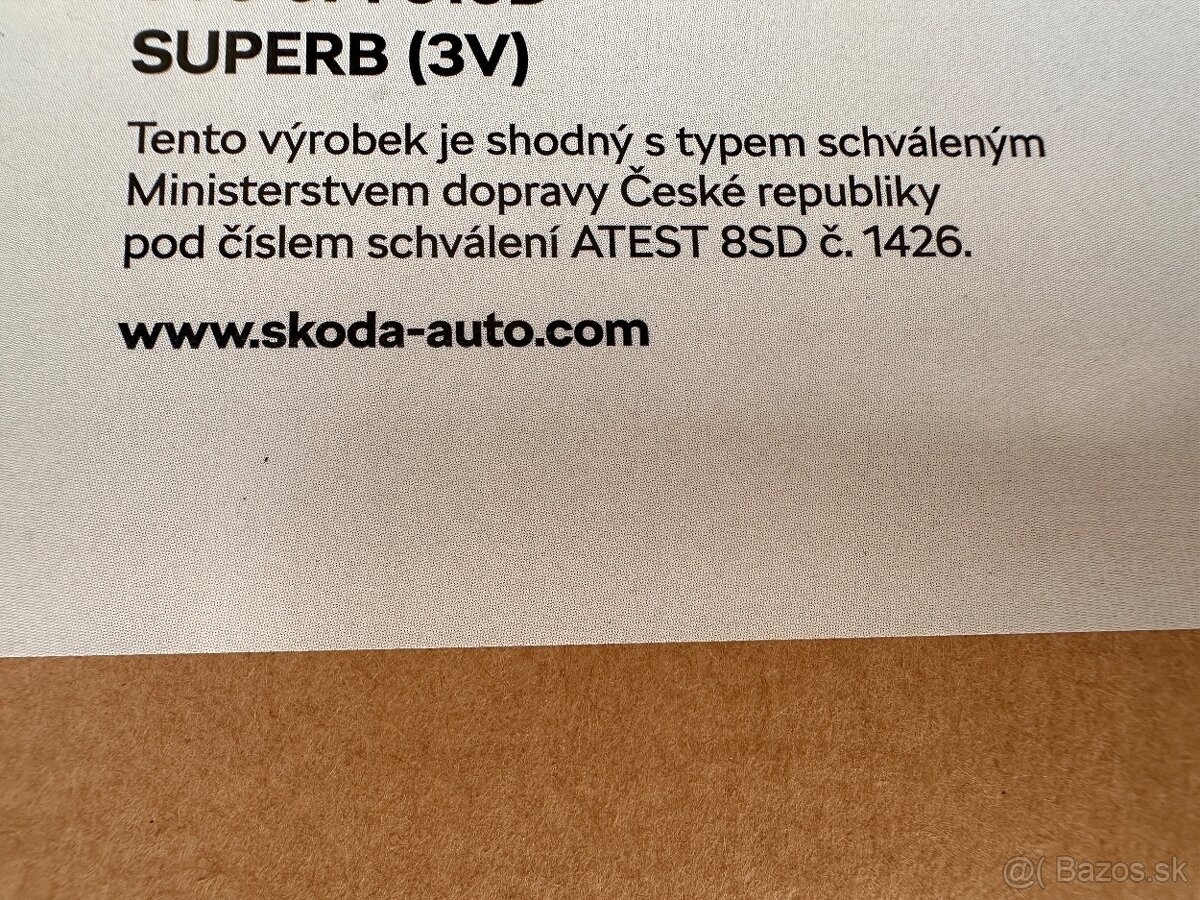 SUPERB (3V)
Tento výrobek je shodný s typem schváleným
Ministerstvem dopravy České republiky
pod číslem schválení ATEST 8SD č. 1426.
www.skoda-auto.com
@( Bazos.sk